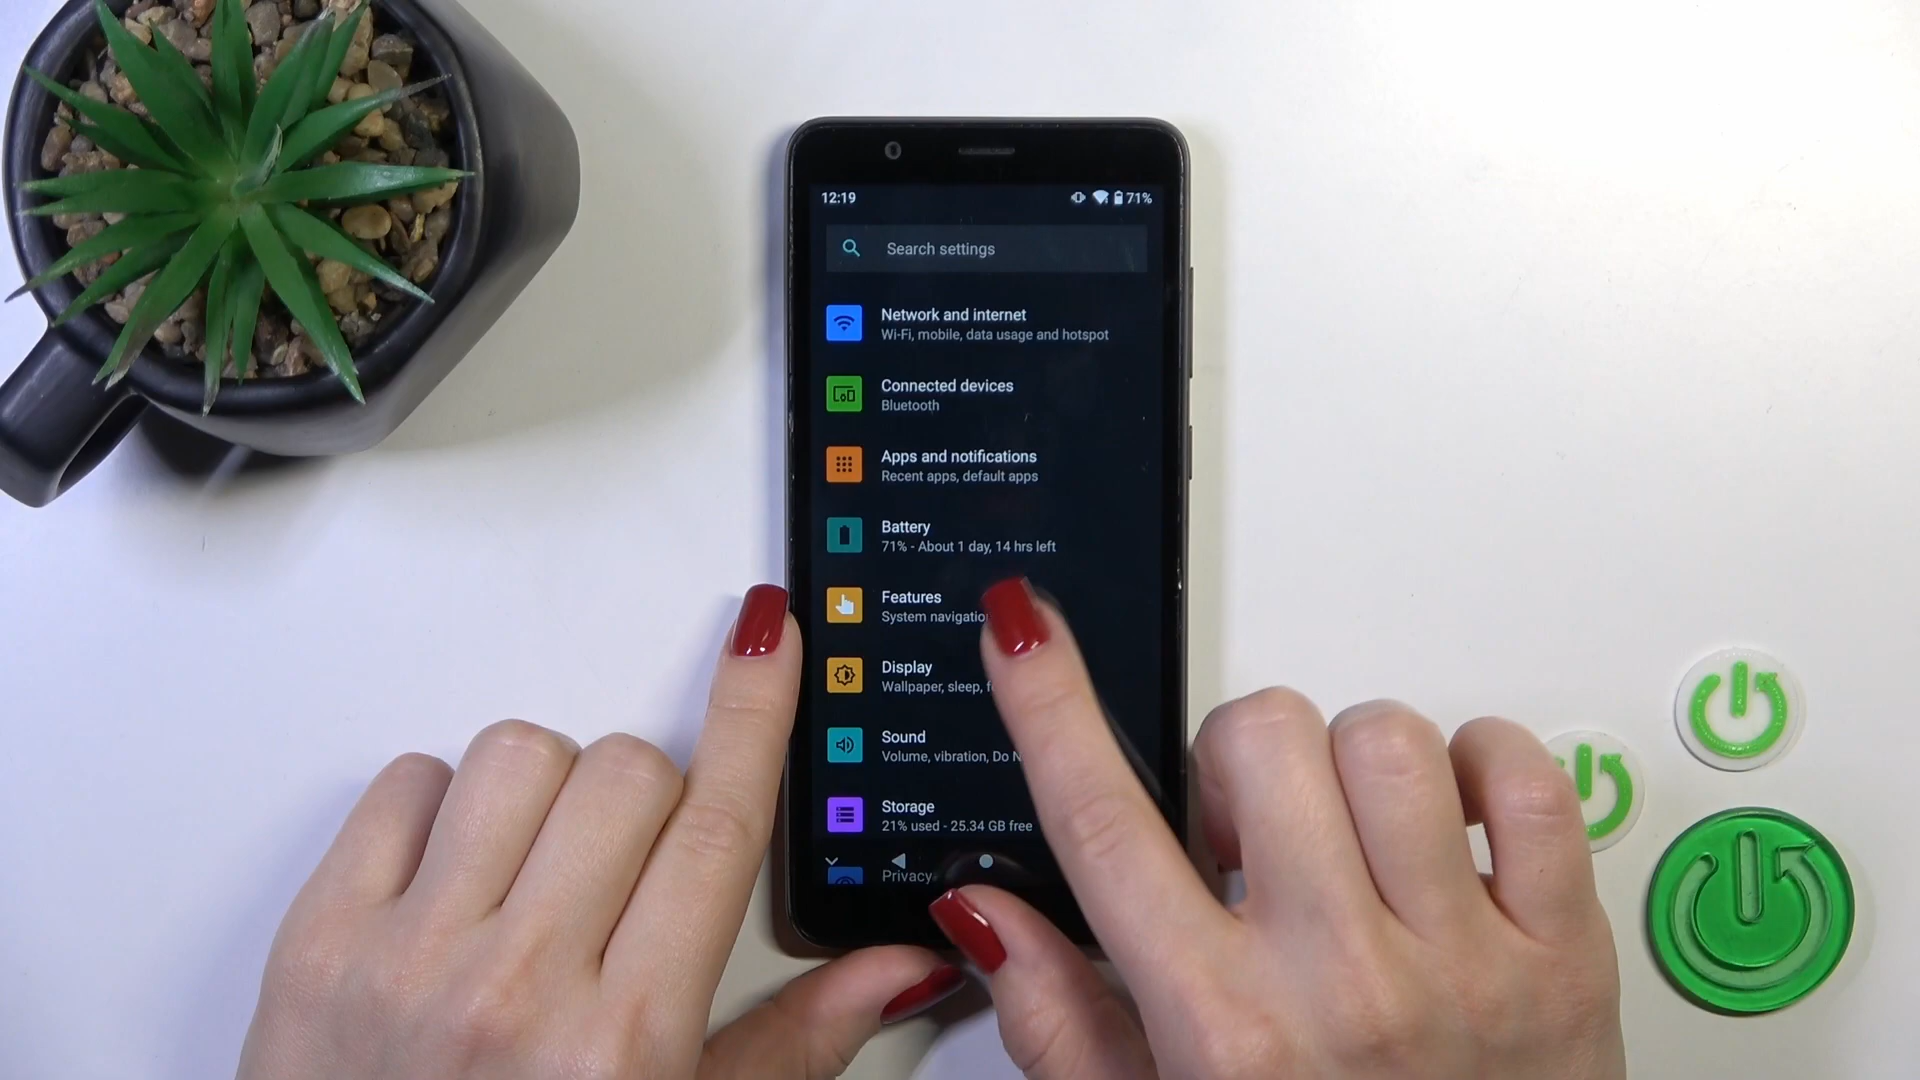 12:19
71%
Search settings
Network and internet
Wi-Fi, mobile, data usage and hotspot
Connected devices
Bluetooth
Apps and notifications
Recent apps, default apps
Battery
71% - About 1 day, 14 hrs left
Features
System navigation
Display
Wallpaper, sleep,
Sound
Volume, vibration, Do
Storage
21% used - 25.34 GB free
Privacy